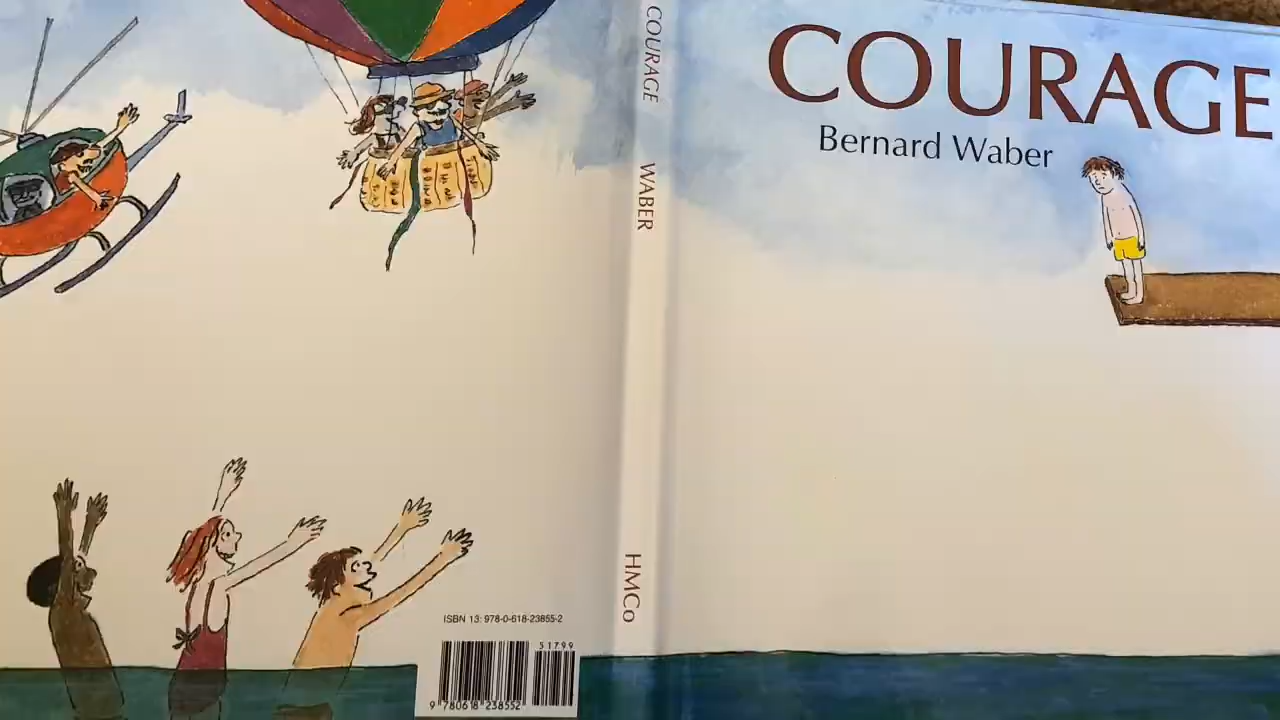 COURAGE
Bernard Waber
COURAGE WABER HMCo
ISBN 13: 978-0-618-23855-2
51799
9 780618 238552